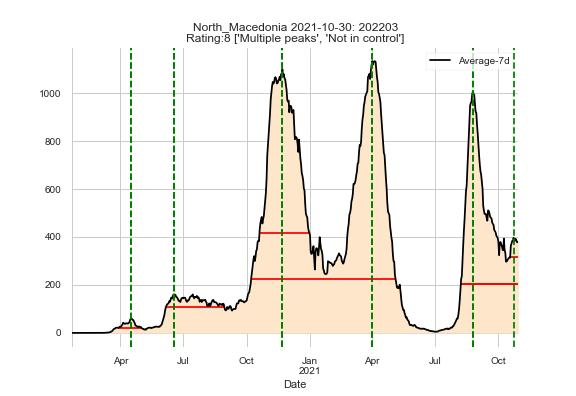 North_Macedonia 2021-10-30: 202203
Rating:8 ['Multiple peaks', 'Not in control']
Average-7d
1000
800
600
400
200
0
Apr
Jul
Oct
Jan
2021
Apr
Jul
Oct
Date